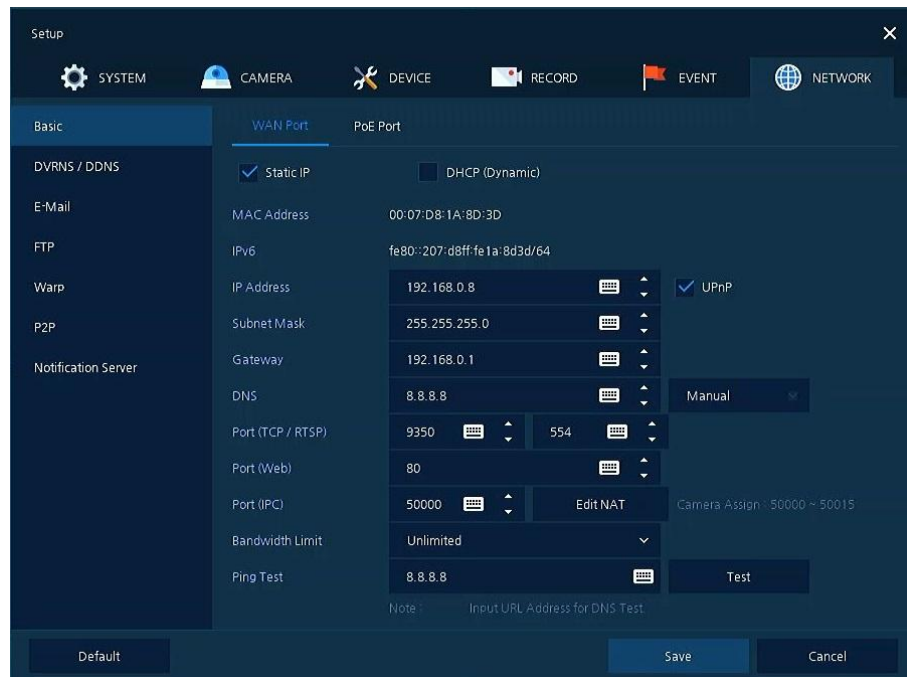 Setup
SYSTEM CAMERA DEVICE RECORD EVENT NETWORK
Basic
DVRNS / DDNS
E-Mail
FTP
Warp
P2P
Notification Server
WAN Port PoE Port
Static IP DHCP (Dynamic)
MAC Address 00:07:D8:1A:8D:3D
IPv6 fe80::207:d8ff:fe1a:8d3d/64
IP Address 192.168.0.8 UPnP
Subnet Mask 255.255.255.0
Gateway 192.168.0.1
DNS 8.8.8.8 Manual
Port (TCP / RTSP) 9350 554
Port (Web) 80
Port (IPC) 50000 Edit NAT Camera Assign : 50000 ~ 50015
Bandwidth Limit Unlimited
Ping Test 8.8.8.8 Test
Note : Input URL Address for DNS Test
Default Save Cancel